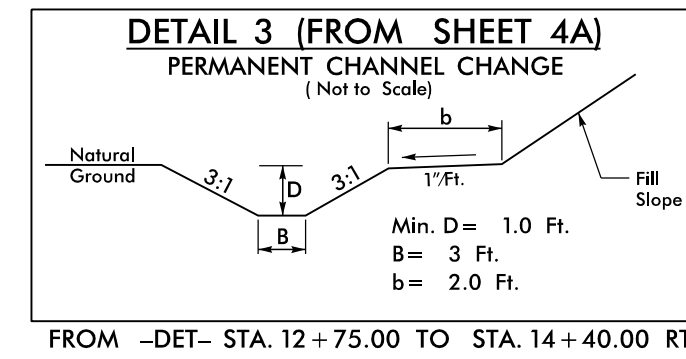 DETAIL 3 (FROM SHEET 4A)
PERMANENT CHANNEL CHANGE
( Not to Scale)
b
Natural
Ground
3:1
D
3:1
1"/Ft.
Fill
Slope
B
Min. D= 1.0 Ft.
B= 3 Ft.
b= 2.0 Ft.
FROM -DET- STA. 12+75.00 TO STA. 14+40.00 RT